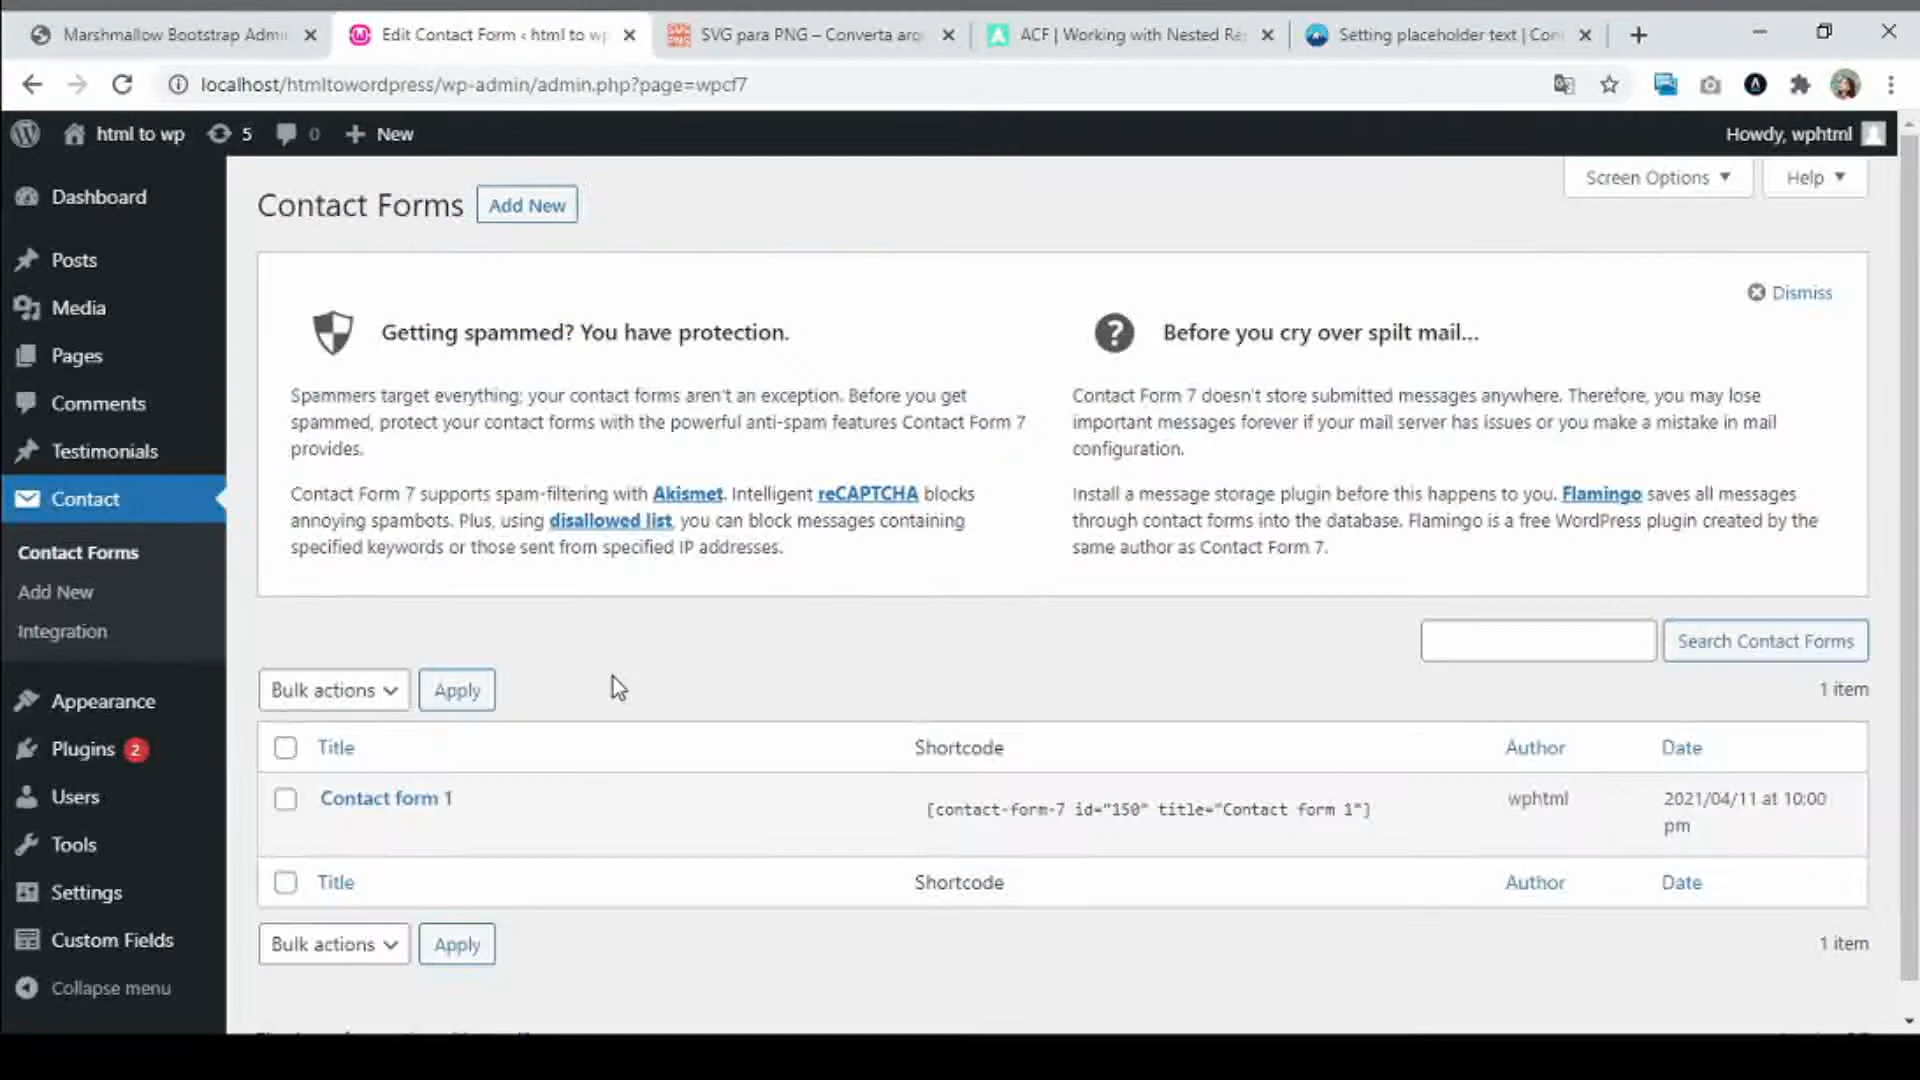 Marshmallow Bootstrap Admi
Edit Contact Form ‹ html to wp
SVG para PNG – Converta arq
ACF | Working with Nested Re
Setting placeholder text | Con
localhost/htmltowordpress/wp-admin/admin.php?page=wpcf7
html to wp
5
0
New
Howdy, wphtml
Dashboard
Posts
Media
Pages
Comments
Testimonials
Contact
Contact Forms
Add New
Integration
Appearance
Plugins 2
Users
Tools
Settings
Custom Fields
Collapse menu
Screen Options
Help
Contact Forms
Add New
Dismiss
Getting spammed? You have protection.
Spammers target everything; your contact forms aren't an exception. Before you get
spammed, protect your contact forms with the powerful anti-spam features Contact Form 7
provides.
Contact Form 7 supports spam-filtering with Akismet. Intelligent reCAPTCHA blocks
annoying spambots. Plus, using disallowed list, you can block messages containing
specified keywords or those sent from specified IP addresses.
Before you cry over spilt mail…
Contact Form 7 doesn't store submitted messages anywhere. Therefore, you may lose
important messages forever if your mail server has issues or you make a mistake in mail
configuration.
Install a message storage plugin before this happens to you. Flamingo saves all messages
through contact forms into the database. Flamingo is a free WordPress plugin created by the
same author as Contact Form 7.
Search Contact Forms
Bulk actions
Apply
1 item
Title
Shortcode
Author
Date
Contact form 1
[contact-form-7 id="150" title="Contact form 1"]
wphtml
2021/04/11 at 10:00
pm
Title
Shortcode
Author
Date
Bulk actions
Apply
1 item